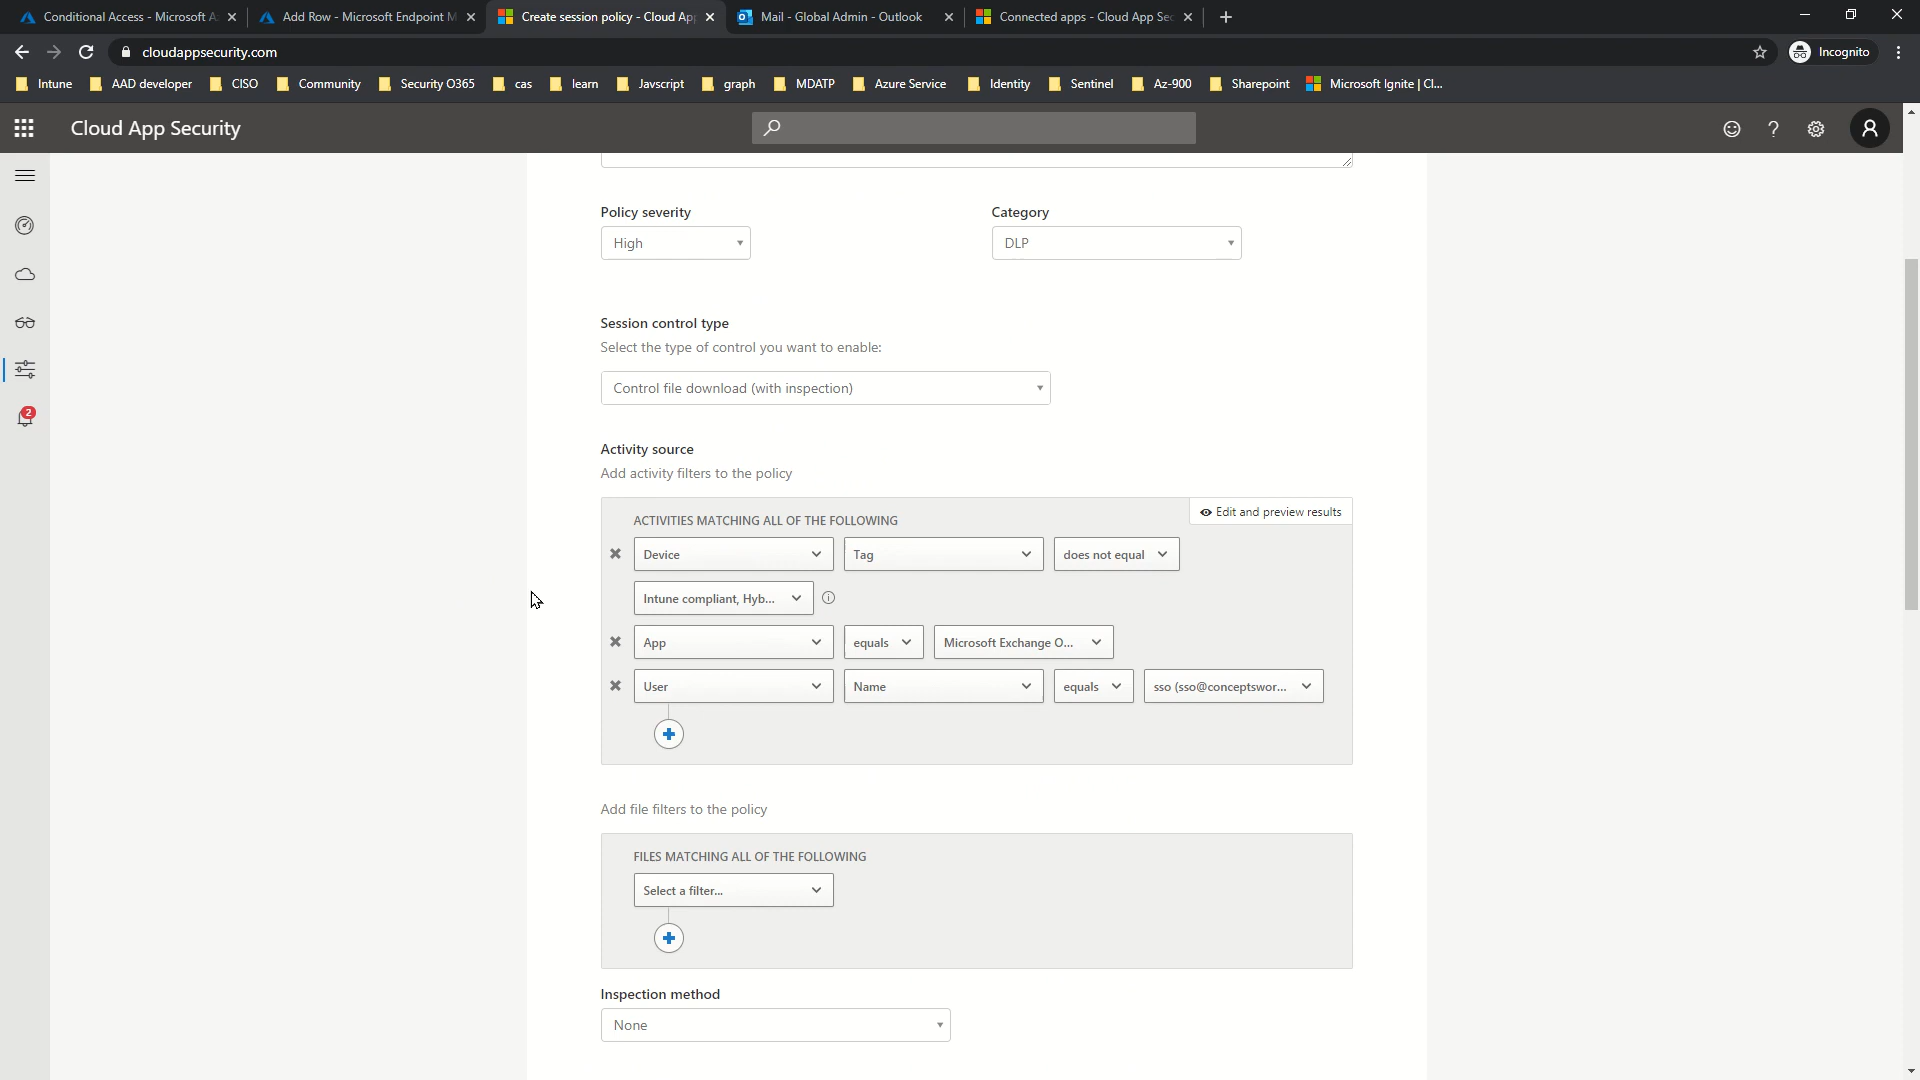 Conditional Access - Microsoft A
Add Row - Microsoft Endpoint M
Create session policy - Cloud Ap
Mail - Global Admin - Outlook
Connected apps - Cloud App Sec
cloudappsecurity.com
Incognito
Intune
AAD developer
CISO
Community
Security O365
cas
learn
Javscript
graph
MDATP
Azure Service
Identity
Sentinel
Az-900
Sharepoint
Microsoft Ignite | Cl...
Cloud App Security
?
2
Policy severity
Category
High
DLP
Session control type
Select the type of control you want to enable:
Control file download (with inspection)
Activity source
Add activity filters to the policy
Edit and preview results
ACTIVITIES MATCHING ALL OF THE FOLLOWING
Device
Tag
does not equal
Intune compliant, Hyb...
App
equals
Microsoft Exchange O...
User
Name
equals
sso (sso@conceptswor...
Add file filters to the policy
FILES MATCHING ALL OF THE FOLLOWING
Select a filter...
Inspection method
None